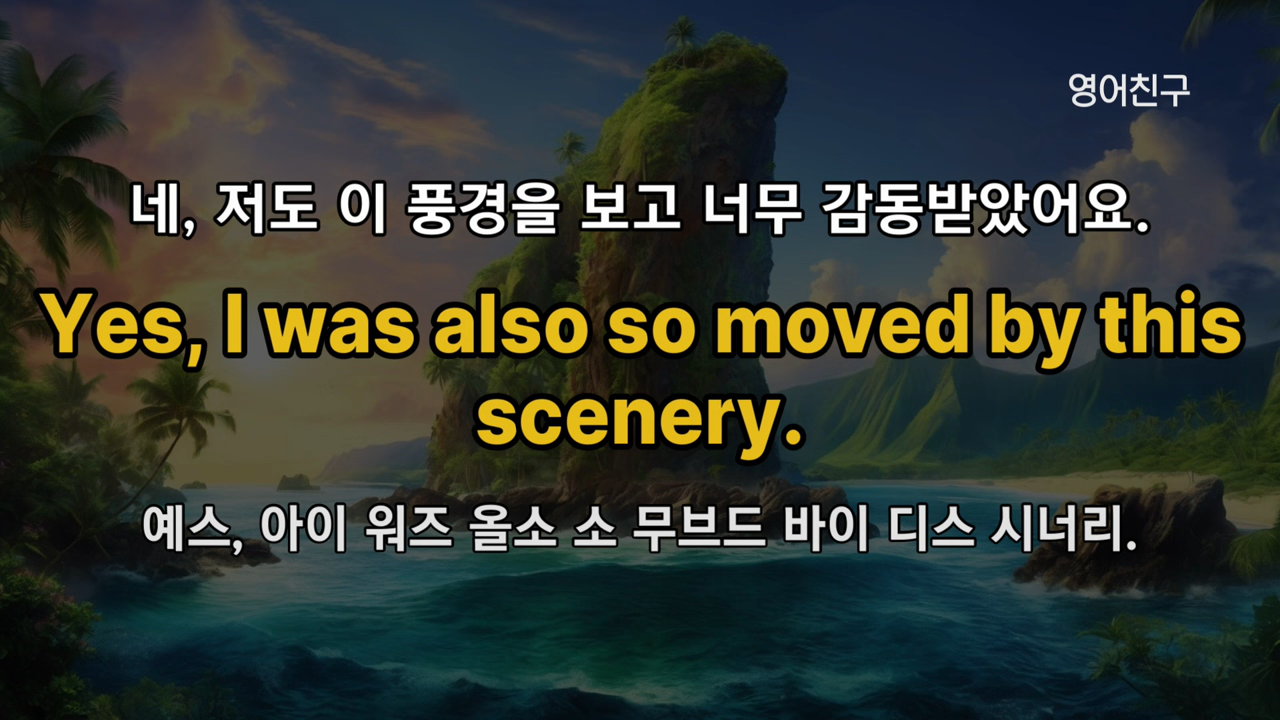 영어친구
네, 저도 이 풍경을 보고 너무 감동받았어요.
Yes, I was also so moved by this
scenery.
예스, 아이 워즈 올소 소 무브드 바이 디스 시너리.